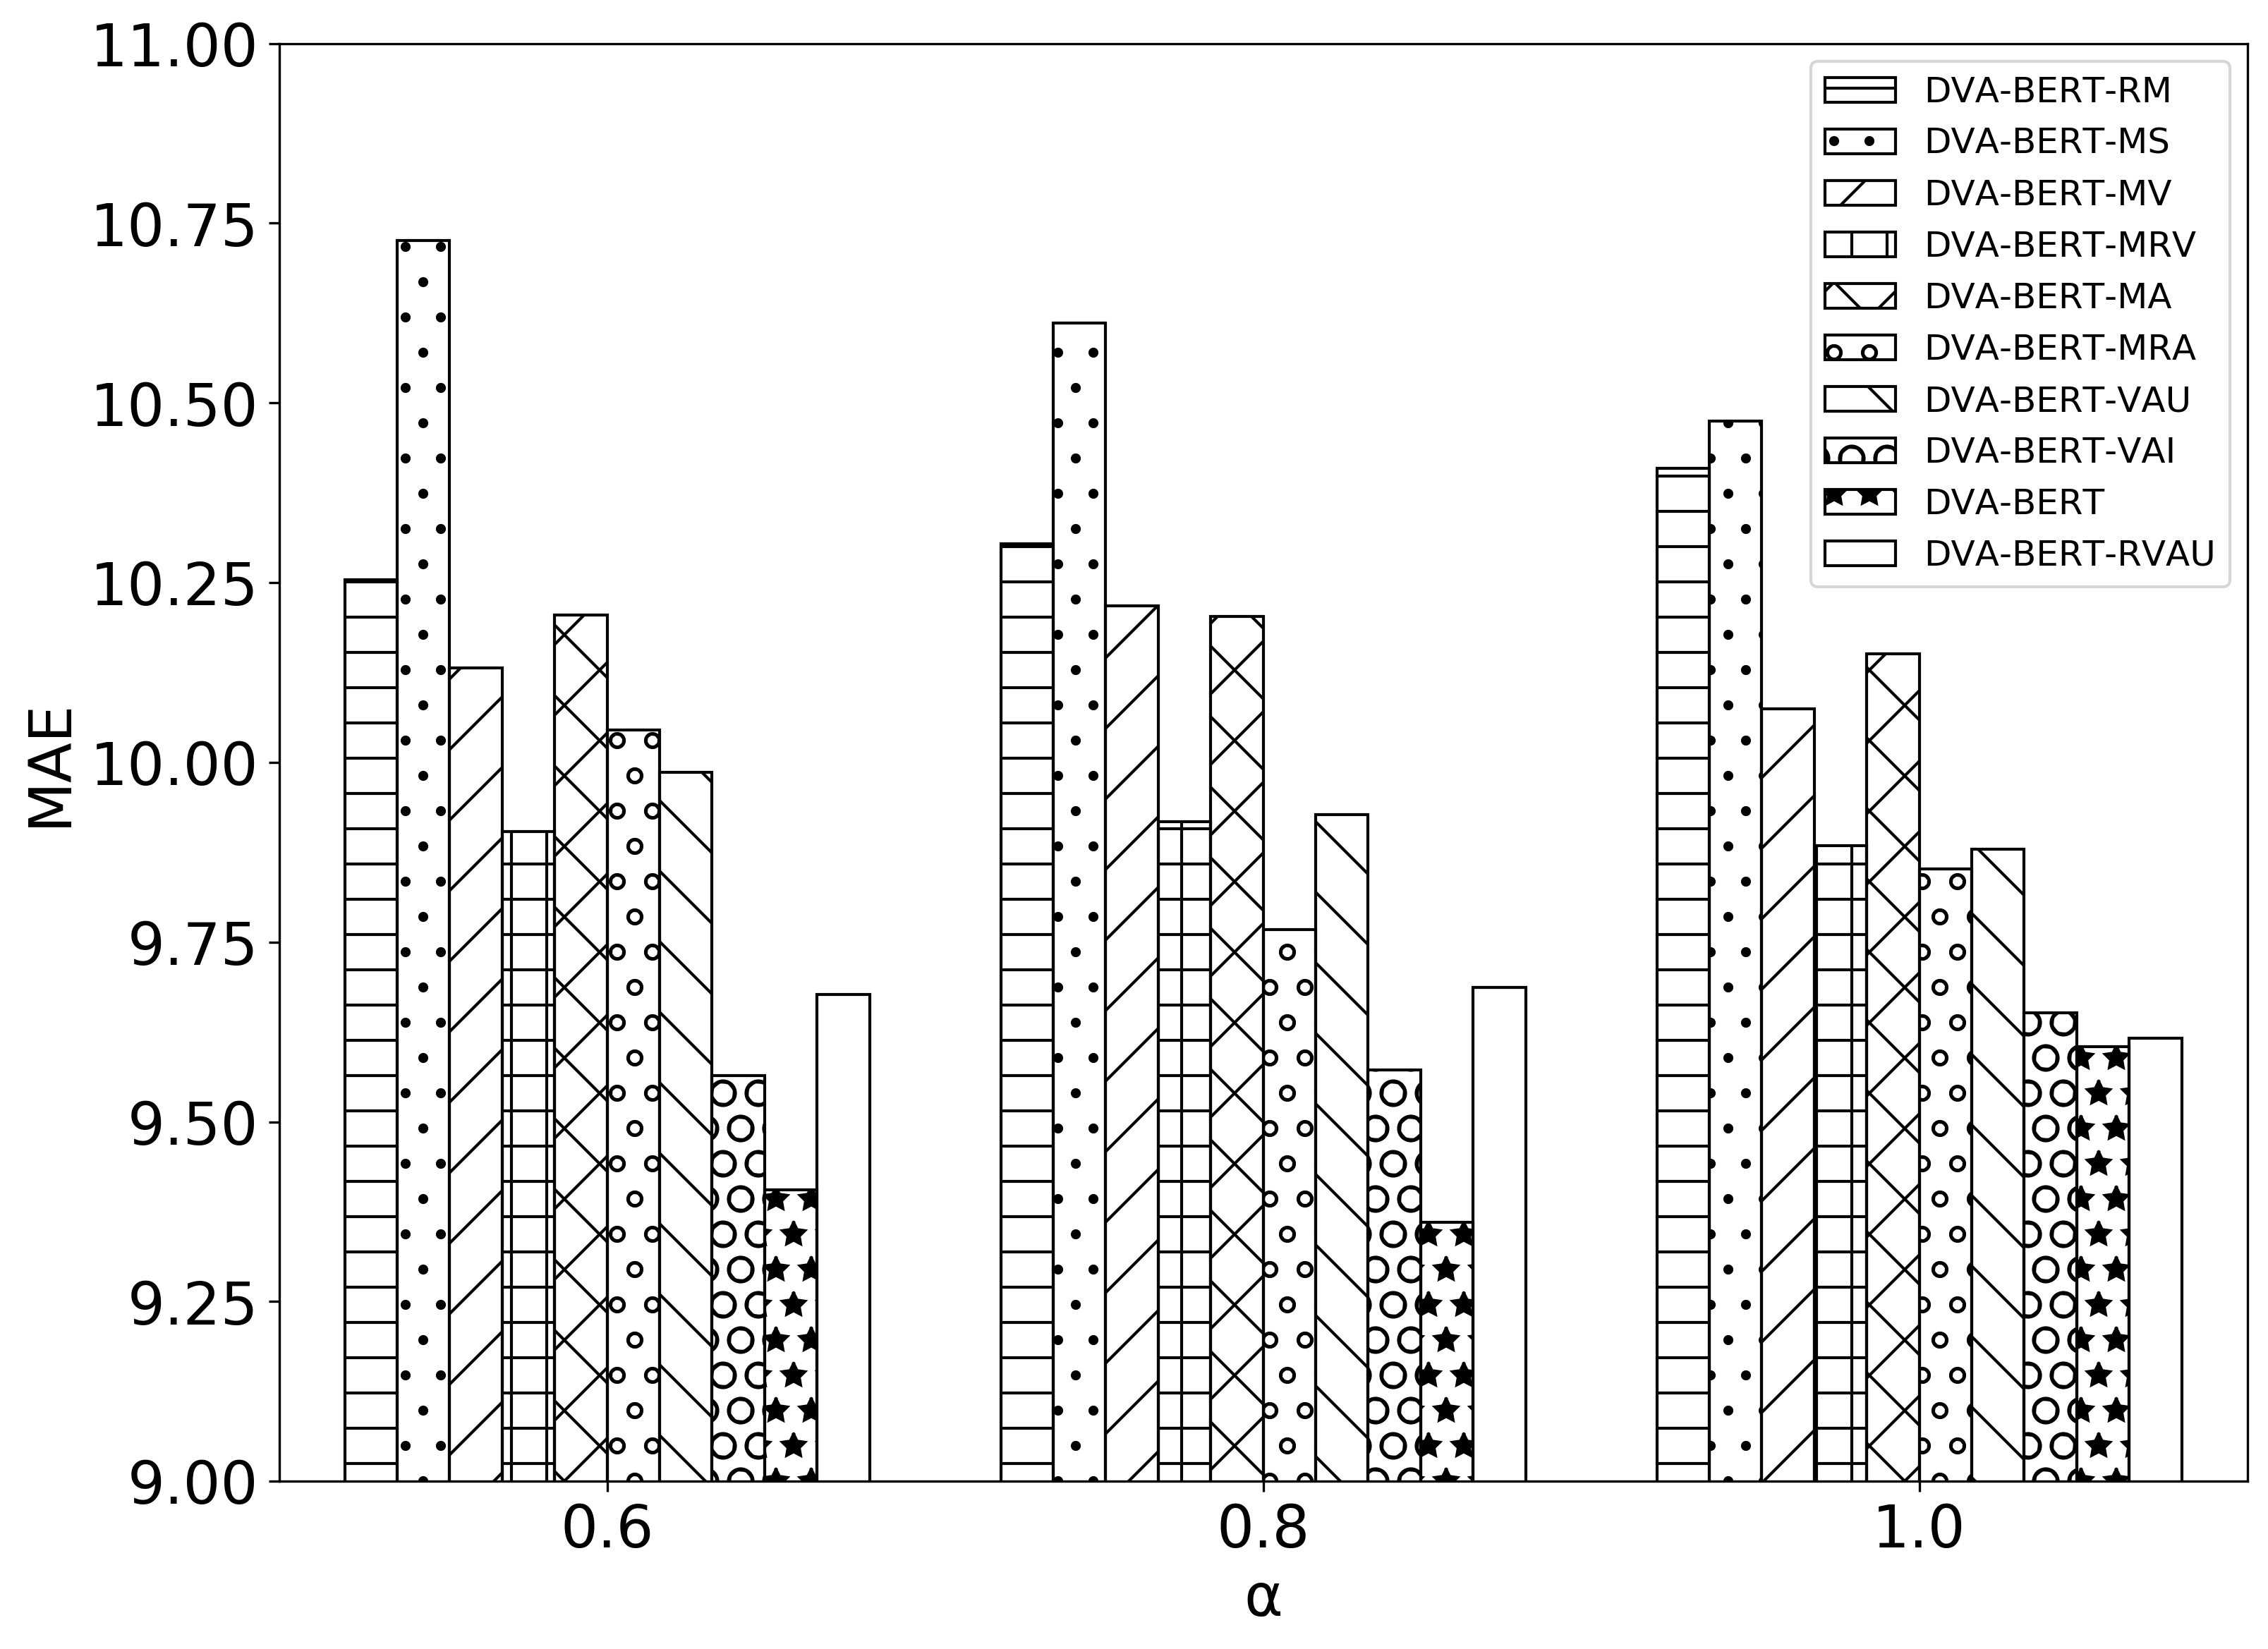 11.00
10.75
10.50
10.25
10.00
9.75
9.50
9.25
9.00
MAE
0.6
0.8
1.0
α
DVA-BERT-RM
DVA-BERT-MS
DVA-BERT-MV
DVA-BERT-MRV
DVA-BERT-MA
DVA-BERT-MRA
DVA-BERT-VAU
DVA-BERT-VAI
DVA-BERT
DVA-BERT-RVAU